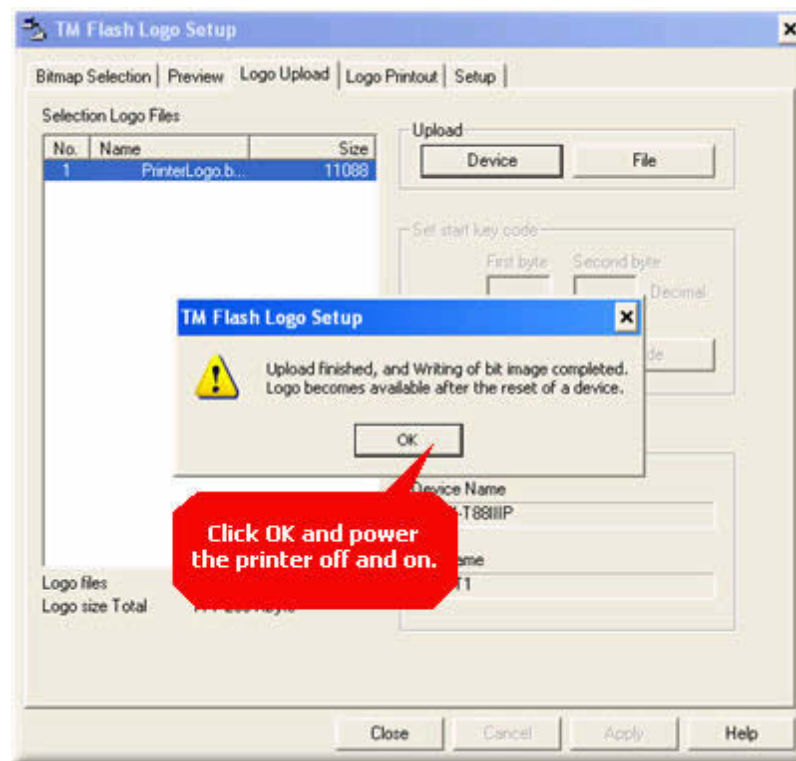 TM Flash Logo Setup
Bitmap Selection Preview Logo Upload Logo Printout Setup
Selection Logo Files
No. Name Size
1 PrinterLogo.b... 11088
Upload
Device File
Set start key code
First byte Second byte
Decimal
TM Flash Logo Setup
Upload finished, and Writing of bit image completed.
Logo becomes available after the reset of a device.
OK
Click OK and power
the printer off and on.
Device Name
-T88IIIP
Logo files
Logo size Total
Close Cancel Apply Help